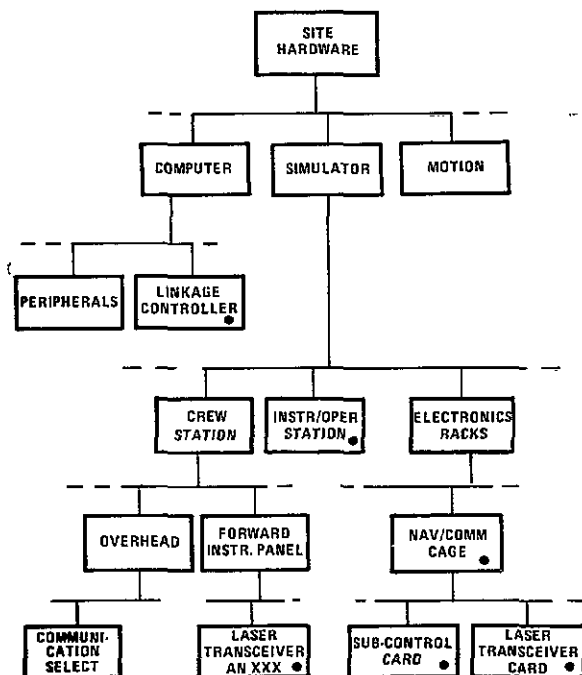 SITE
HARDWARE
COMPUTER
SIMULATOR
MOTION
PERIPHERALS
LINKAGE
CONTROLLER
CREW
STATION
INSTR/OPER
STATION
ELECTRONICS
RACKS
OVERHEAD
FORWARD
INSTR. PANEL
NAV/COMM
CAGE
COMMUNI-
CATION
SELECT
LASER
TRANSCEIVER
AN XXX
SUB-CONTROL
CARD
LASER
TRANSCEIVER
CARD